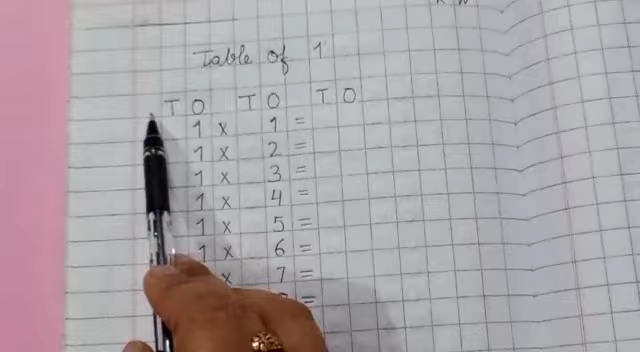 Table of 1
T O T O T O
1 x 1 =
1 x 2 =
1 x 3 =
1 x 4 =
1 x 5 =
1 x 6 =
x 7 =
=